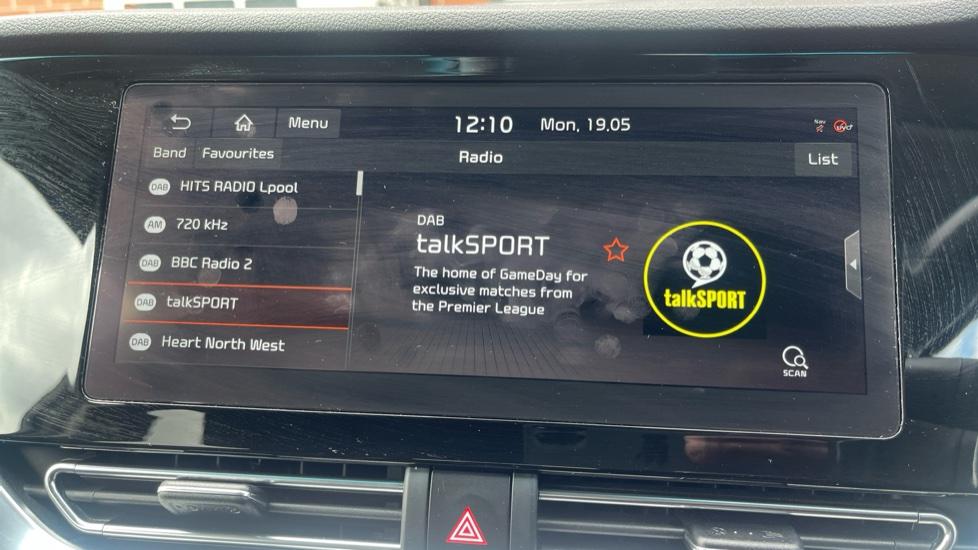 Menu
12:10 Mon, 19.05
Nav
UVO
Band Favourites
Radio
List
DAB HITS RADIO Lpool
AM 720 kHz
DAB BBC Radio 2
DAB talkSPORT
DAB Heart North West
DAB
talkSPORT
The home of GameDay for
exclusive matches from
the Premier League
talkSPORT
SCAN